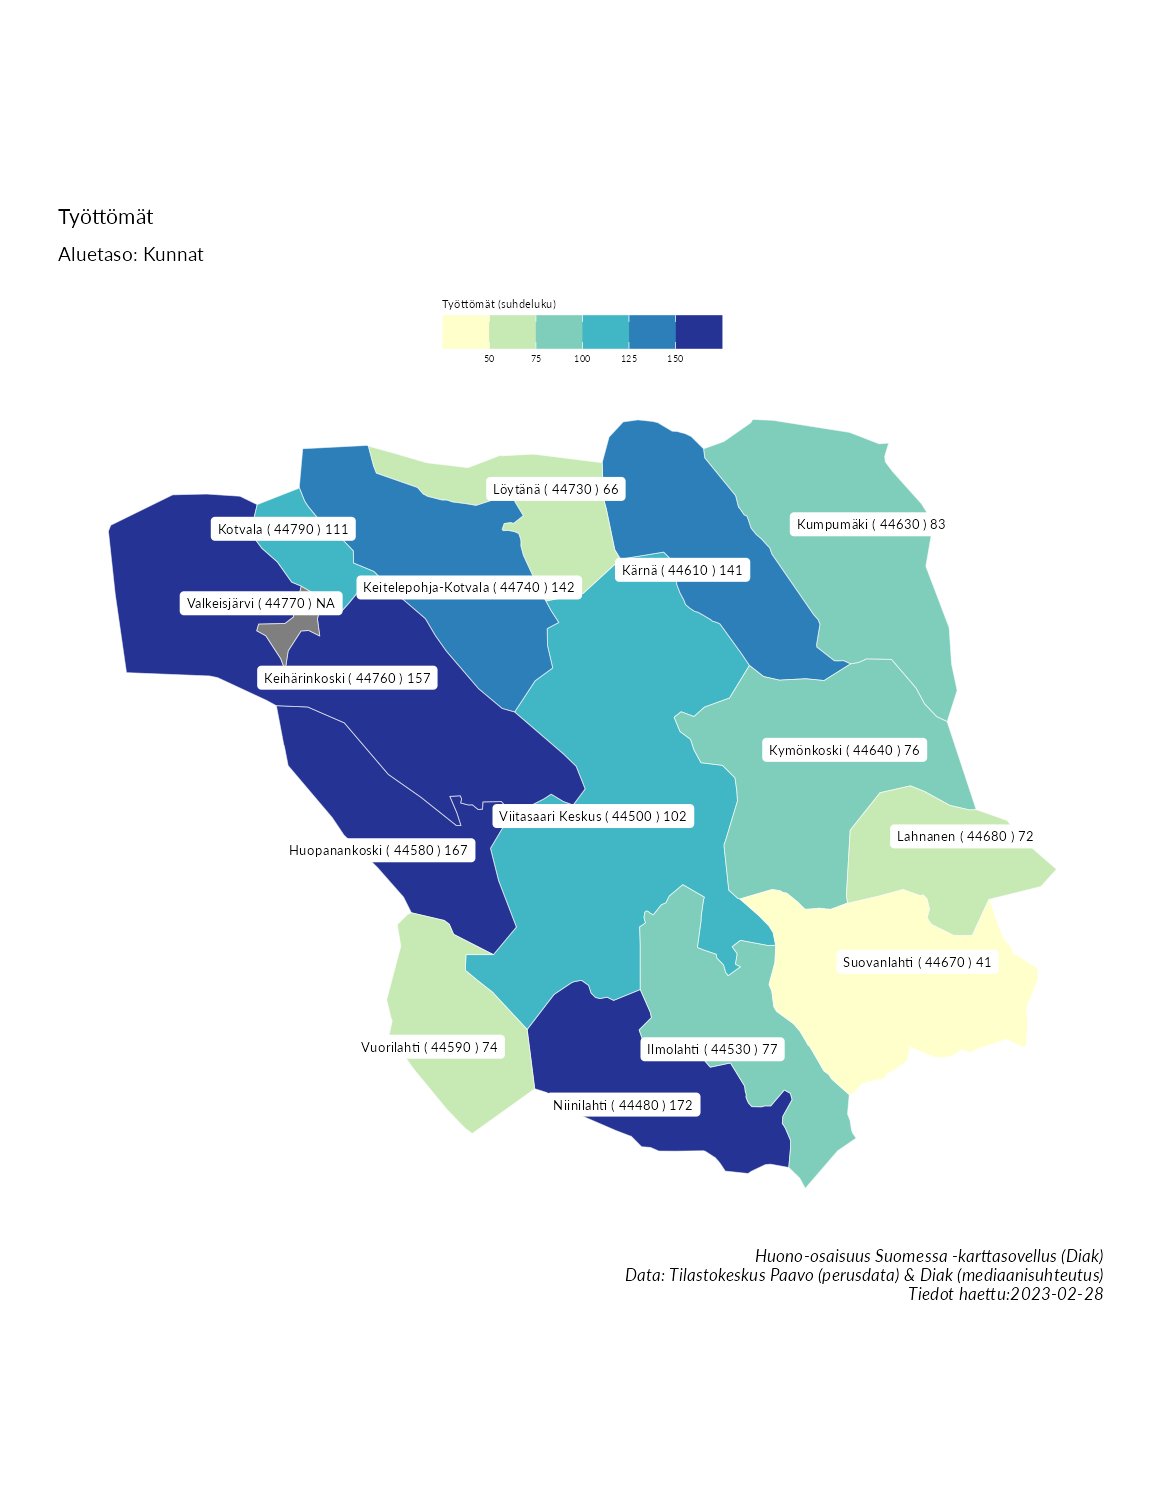 Työttömät
Aluetaso: Kunnat
Työttömät (suhdeluku)
50 75 100 125 150
Löytänä ( 44730 ) 66
Kotvala ( 44790 ) 111
Kumpumäki ( 44630 ) 83
Kärnä ( 44610 ) 141
Keitelepohja-Kotvala ( 44740 ) 142
Valkeisjärvi ( 44770 ) NA
Keihärinkoski ( 44760 ) 157
Kymönkoski ( 44640 ) 76
Viitasaari Keskus ( 44500 ) 102
Lahnanen ( 44680 ) 72
Huopanankoski ( 44580 ) 167
Suovanlahti ( 44670 ) 41
Vuorilahti ( 44590 ) 74
Ilmolahti ( 44530 ) 77
Niinilahti ( 44480 ) 172
Huono-osaisuus Suomessa -karttasovellus (Diak)
Data: Tilastokeskus Paavo (perusdata) & Diak (mediaanisuhteutus)
Tiedot haettu:2023-02-28